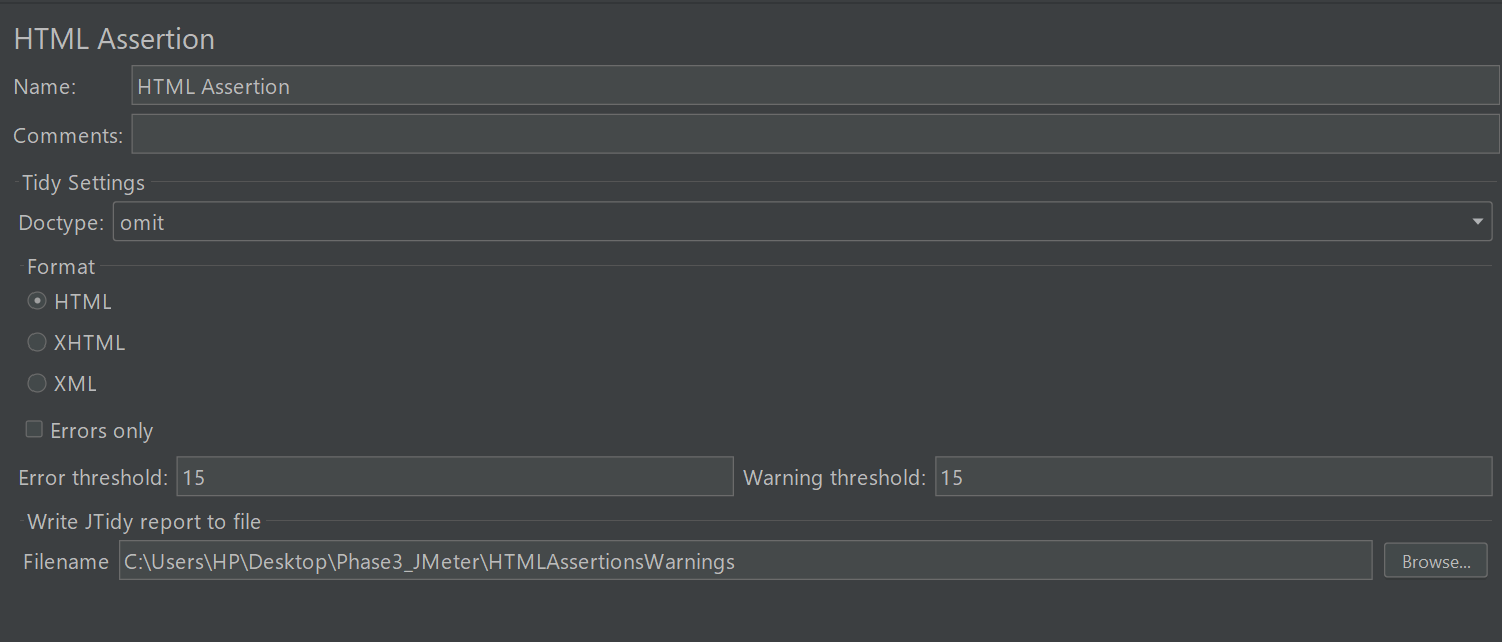 HTML Assertion
Name: HTML Assertion
Comments:
Tidy Settings
Doctype: omit
Format
HTML
XHTML
XML
Errors only
Error threshold: 15 Warning threshold: 15
Write JTidy report to file
Filename C:\Users\HP\Desktop\Phase3_JMeter\HTMLAssertionsWarnings Browse...